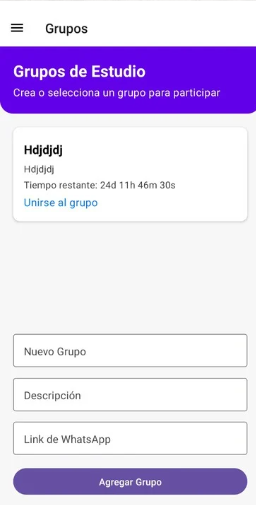 Grupos
Grupos de Estudio
Crea o selecciona un grupo para participar
Hdjdjdj
Hdjdjdj
Tiempo restante: 24d 11h 46m 30s
Unirse al grupo
Nuevo Grupo
Descripción
Link de WhatsApp
Agregar Grupo